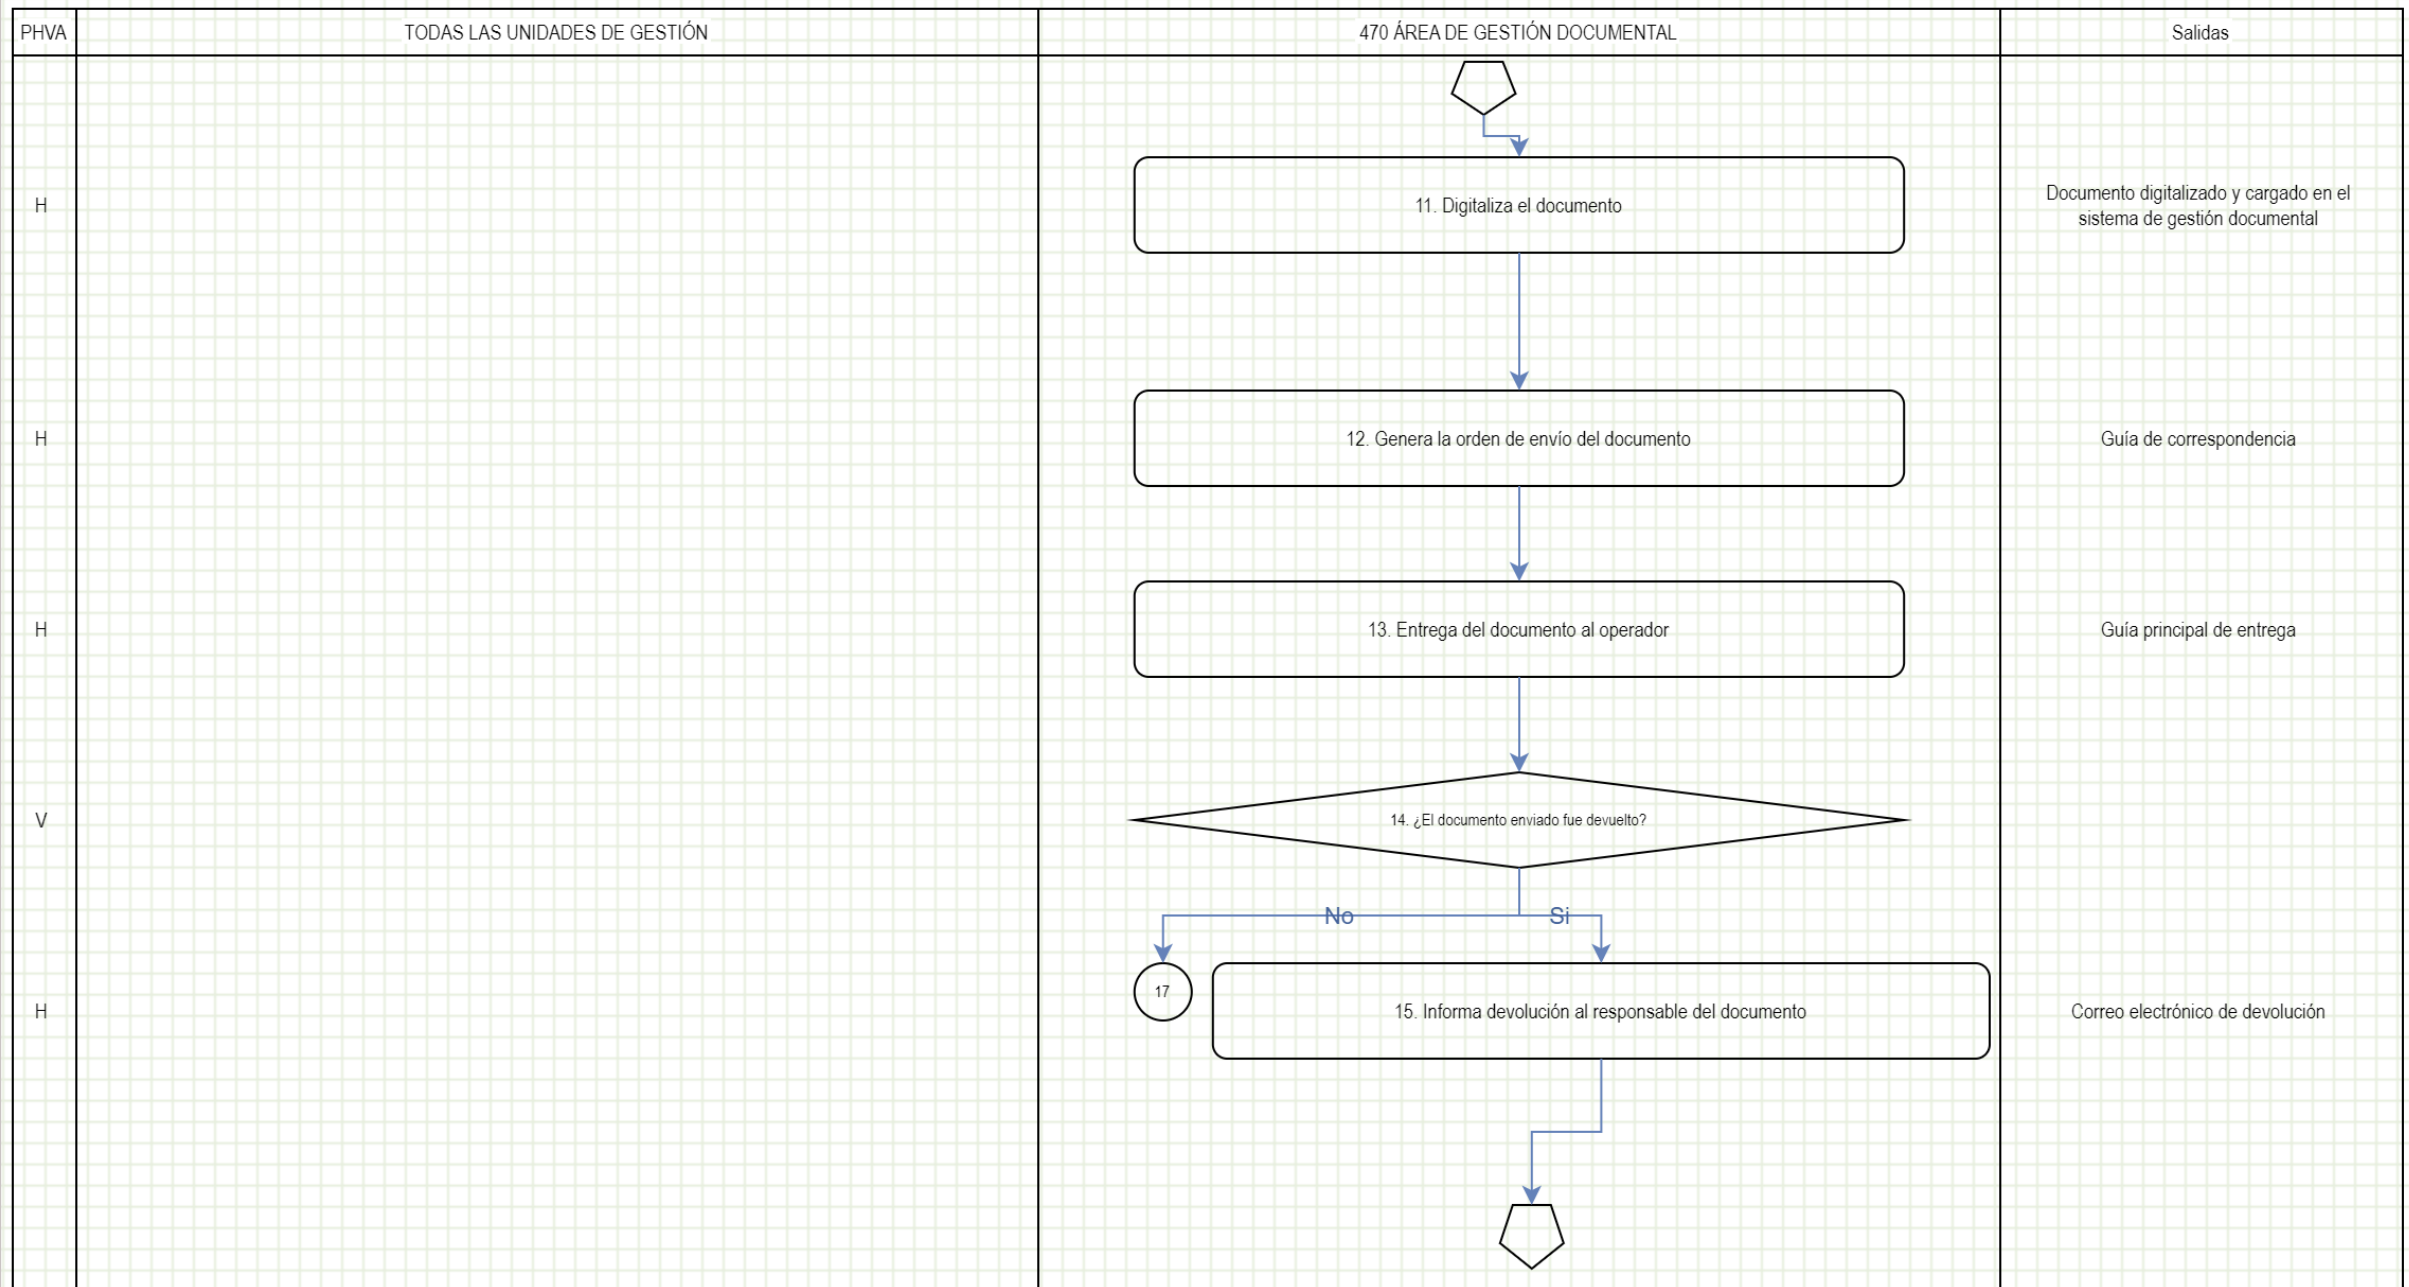 PHVA
TODAS LAS UNIDADES DE GESTIÓN
470 ÁREA DE GESTIÓN DOCUMENTAL
Salidas
H
11. Digitaliza el documento
Documento digitalizado y cargado en el
sistema de gestión documental
H
12. Genera la orden de envío del documento
Guía de correspondencia
H
13. Entrega del documento al operador
Guía principal de entrega
V
14. ¿El documento enviado fue devuelto?
No
Si
H
17
15. Informa devolución al responsable del documento
Correo electrónico de devolución